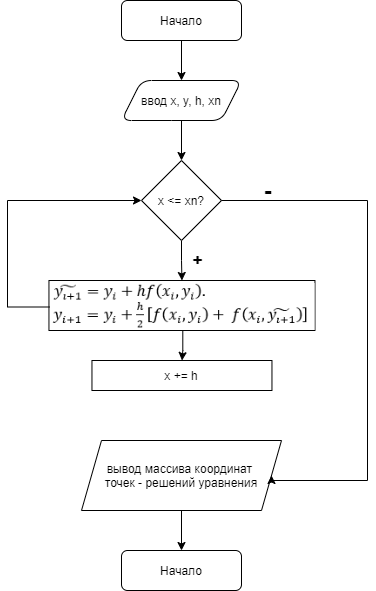 Начало
ввод x, y, h, xn
x <= xn?
-
+
ỹᵢ₊₁ = yᵢ + hf(xᵢ, yᵢ).
yᵢ₊₁ = yᵢ + h/2 [f(xᵢ, yᵢ) + f(xᵢ, ỹᵢ₊₁)]
x += h
вывод массива координат
точек - решений уравнения
Начало